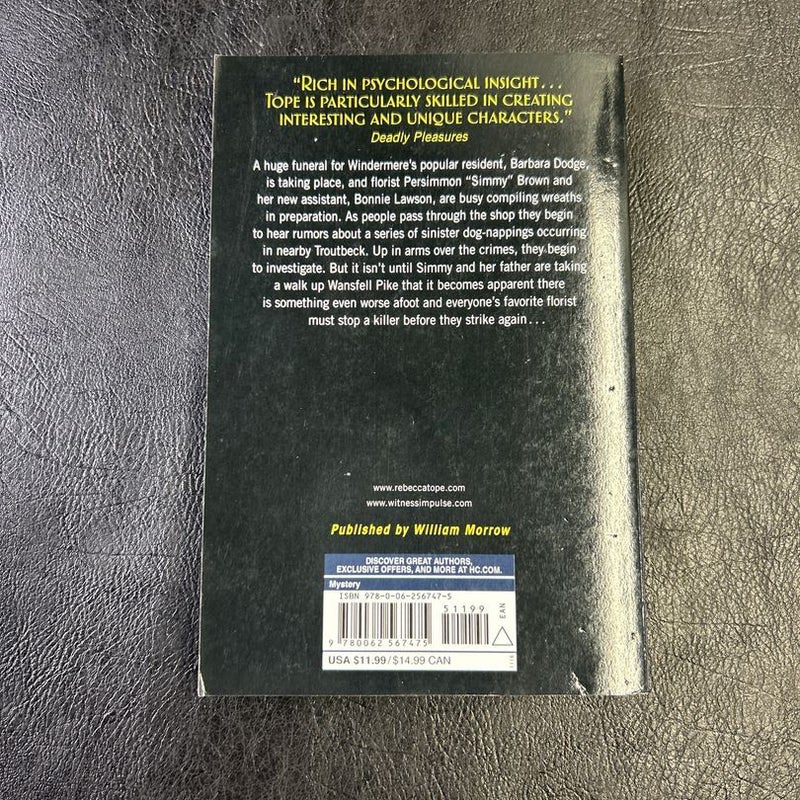 “RICH IN PSYCHOLOGICAL INSIGHT...
TOPE IS PARTICULARLY SKILLED IN CREATING
INTERESTING AND UNIQUE CHARACTERS.”
Deadly Pleasures
A huge funeral for Windermere’s popular resident, Barbara Dodge,
is taking place, and florist Persimmon “Simmy” Brown and
her new assistant, Bonnie Lawson, are busy compiling wreaths
in preparation. As people pass through the shop they begin
to hear rumors about a series of sinister dog-nappings occurring
in nearby Troutbeck. Up in arms over the crimes, they begin
to investigate. But it isn’t until Simmy and her father are taking
a walk up Wansfell Pike that it becomes apparent there
is something even worse afoot and everyone’s favorite florist
must stop a killer before they strike again...
www.rebeccatope.com
www.witnessimpulse.com
Published by William Morrow
DISCOVER GREAT AUTHORS,
EXCLUSIVE OFFERS, AND MORE AT HC.COM.
Mystery
ISBN 978-0-06-256747-5
51199
EAN
9 780062 567475
USA $11.99/$14.99 CAN